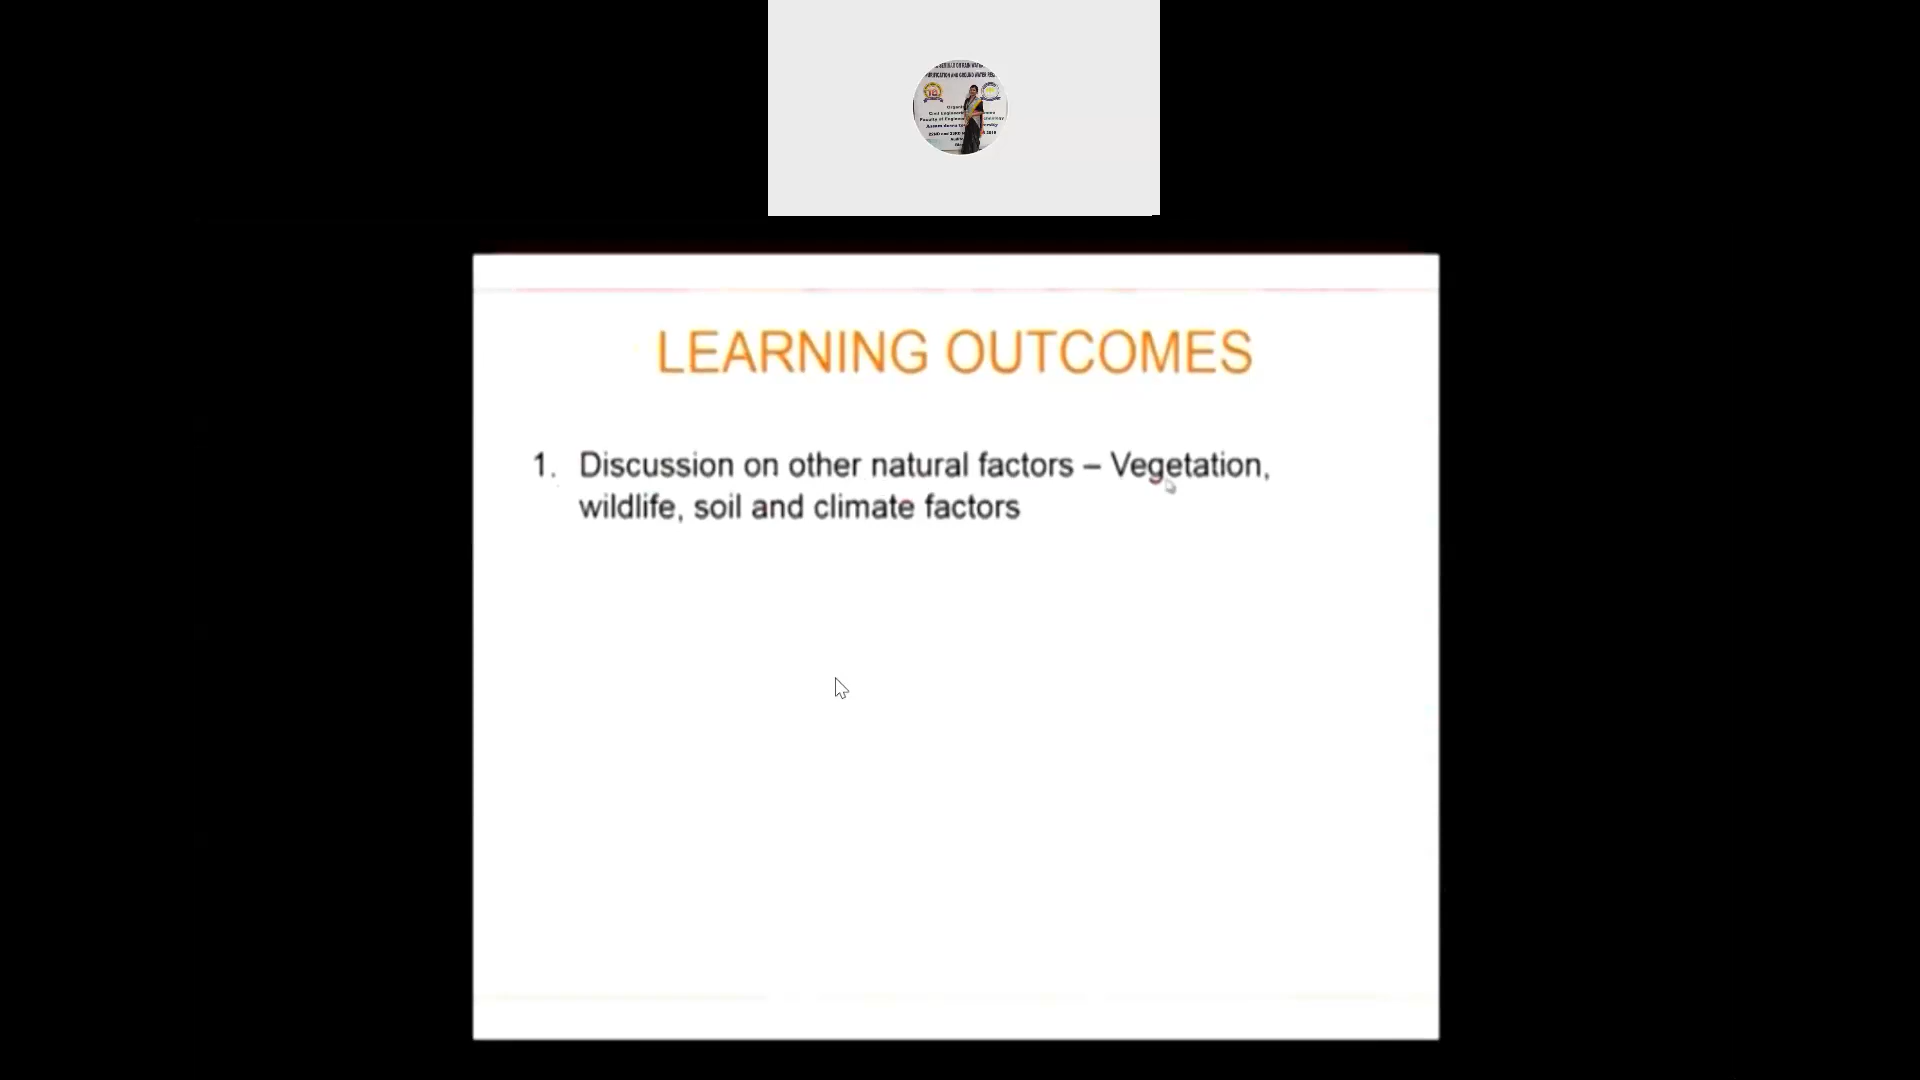 LEARNING OUTCOMES
1. Discussion on other natural factors – Vegetation,
wildlife, soil and climate factors